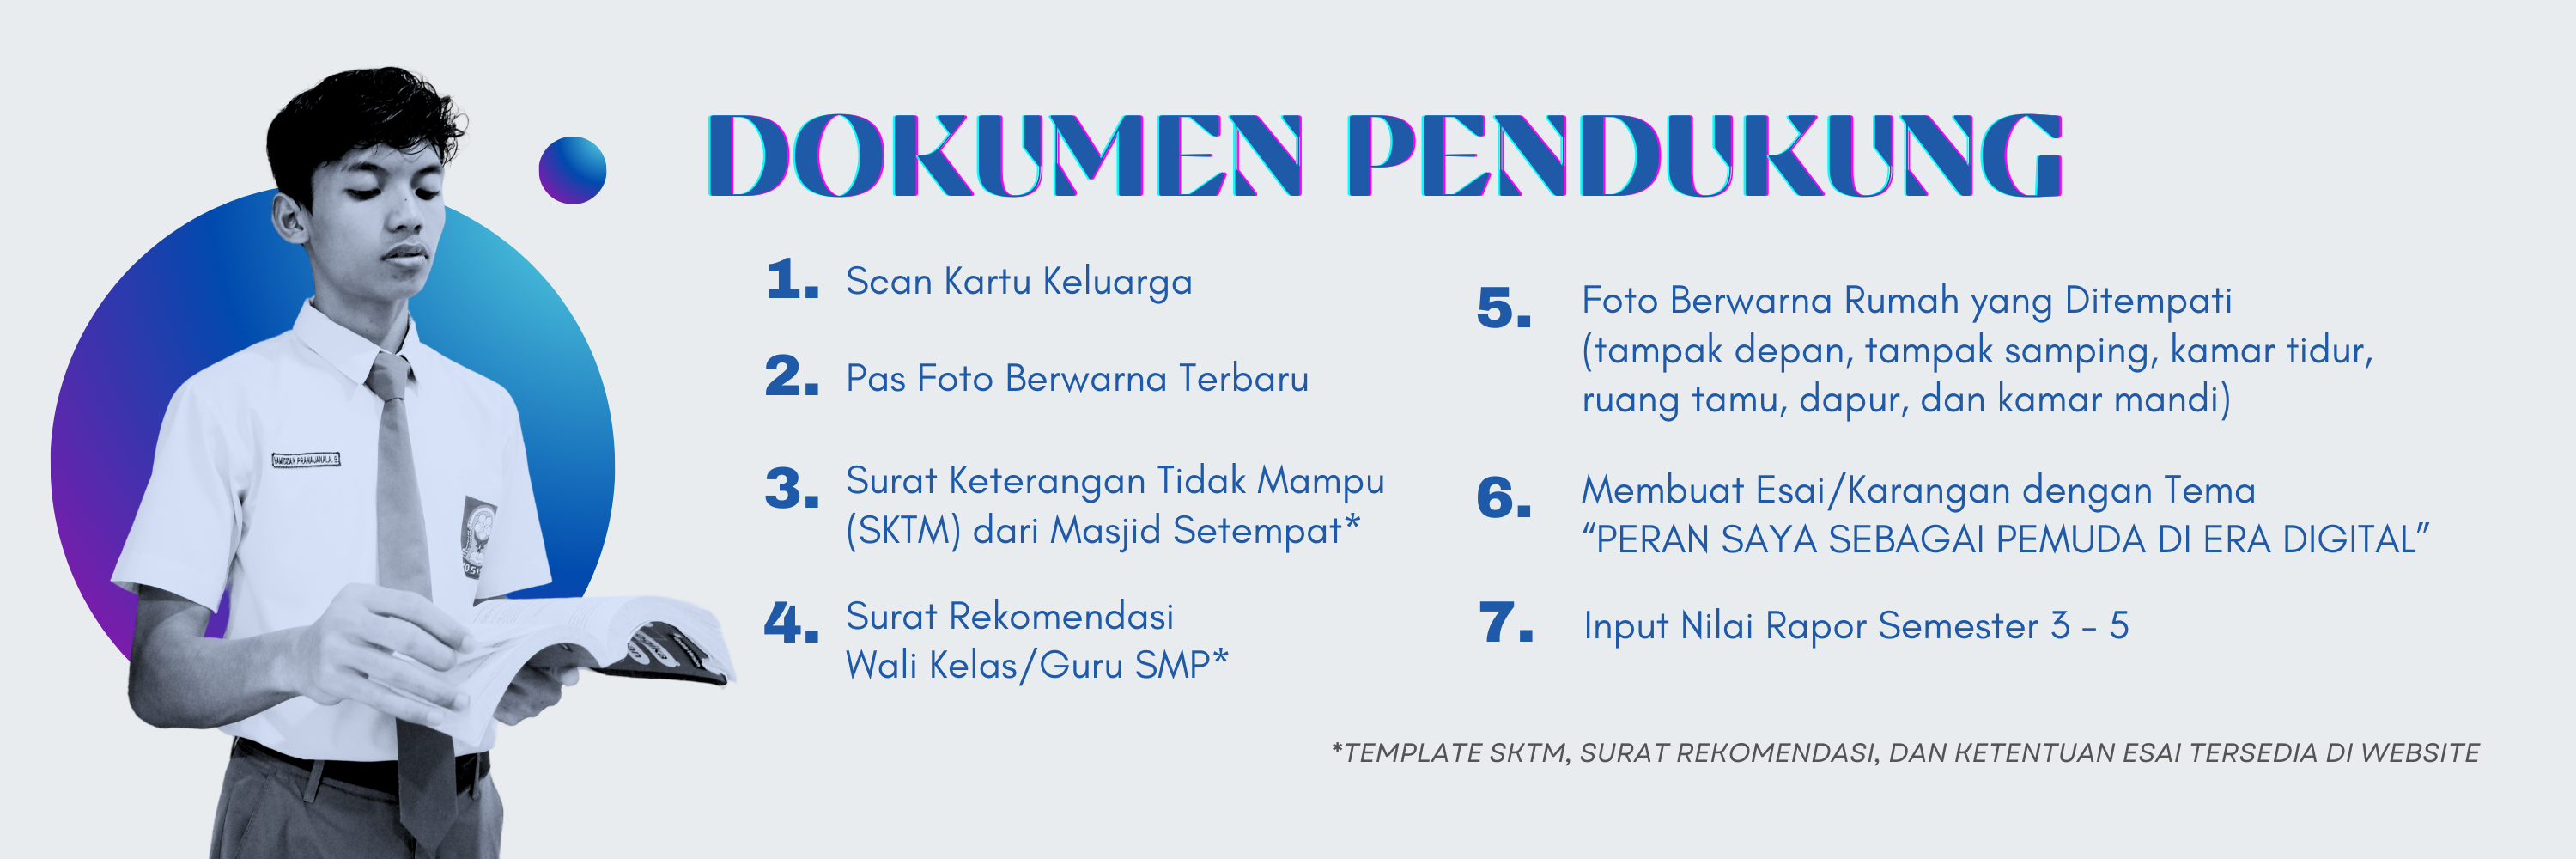 DOKUMEN PENDUKUNG
1. Scan Kartu Keluarga
2. Pas Foto Berwarna Terbaru
3. Surat Keterangan Tidak Mampu
(SKTM) dari Masjid Setempat*
4. Surat Rekomendasi
Wali Kelas/Guru SMP*
5. Foto Berwarna Rumah yang Ditempati
(tampak depan, tampak samping, kamar tidur,
ruang tamu, dapur, dan kamar mandi)
6. Membuat Esai/Karangan dengan Tema
“PERAN SAYA SEBAGAI PEMUDA DI ERA DIGITAL”
7. Input Nilai Rapor Semester 3 – 5
*TEMPLATE SKTM, SURAT REKOMENDASI, DAN KETENTUAN ESAI TERSEDIA DI WEBSITE